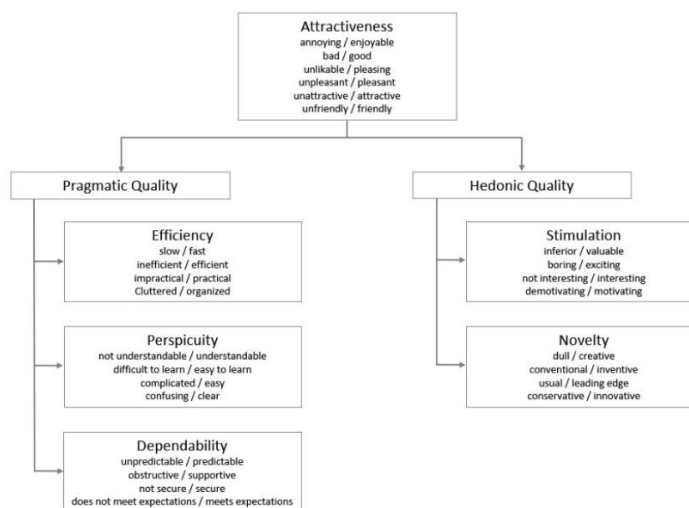 Attractiveness
annoying / enjoyable
bad / good
unlikable / pleasing
unpleasant / pleasant
unattractive / attractive
unfriendly / friendly
Pragmatic Quality
Hedonic Quality
Efficiency
slow / fast
inefficient / efficient
impractical / practical
Cluttered / organized
Stimulation
inferior / valuable
boring / exciting
not interesting / interesting
demotivating / motivating
Perspicuity
not understandable / understandable
difficult to learn / easy to learn
complicated / easy
confusing / clear
Novelty
dull / creative
conventional / inventive
usual / leading edge
conservative / innovative
Dependability
unpredictable / predictable
obstructive / supportive
not secure / secure
does not meet expectations / meets expectations